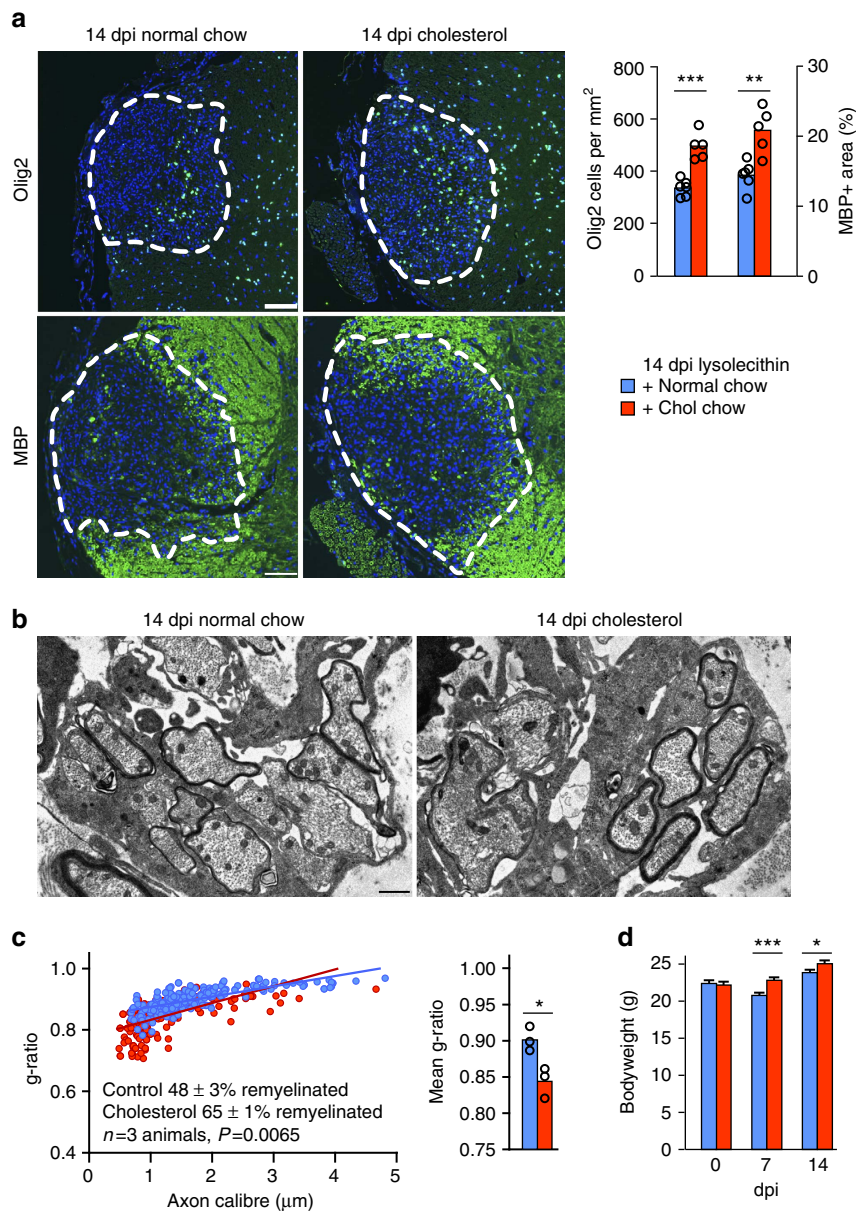 a
14 dpi normal chow
14 dpi cholesterol
Olig2
MBP
***
**
800
600
400
200
0
Olig2 cells per mm²
30
20
10
0
MBP+ area (%)
14 dpi lysolecithin
+ Normal chow
+ Chol chow
b
14 dpi normal chow
14 dpi cholesterol
c
1.0
0.8
0.6
0.4
g-ratio
Control 48 ± 3% remyelinated
Cholesterol 65 ± 1% remyelinated
n=3 animals, P=0.0065
0 1 2 3 4 5
Axon calibre (μm)
1.00
0.95
0.90
0.85
0.80
0.75
Mean g-ratio
*
d
***
*
25
20
15
10
5
0
Bodyweight (g)
0 7 14
dpi